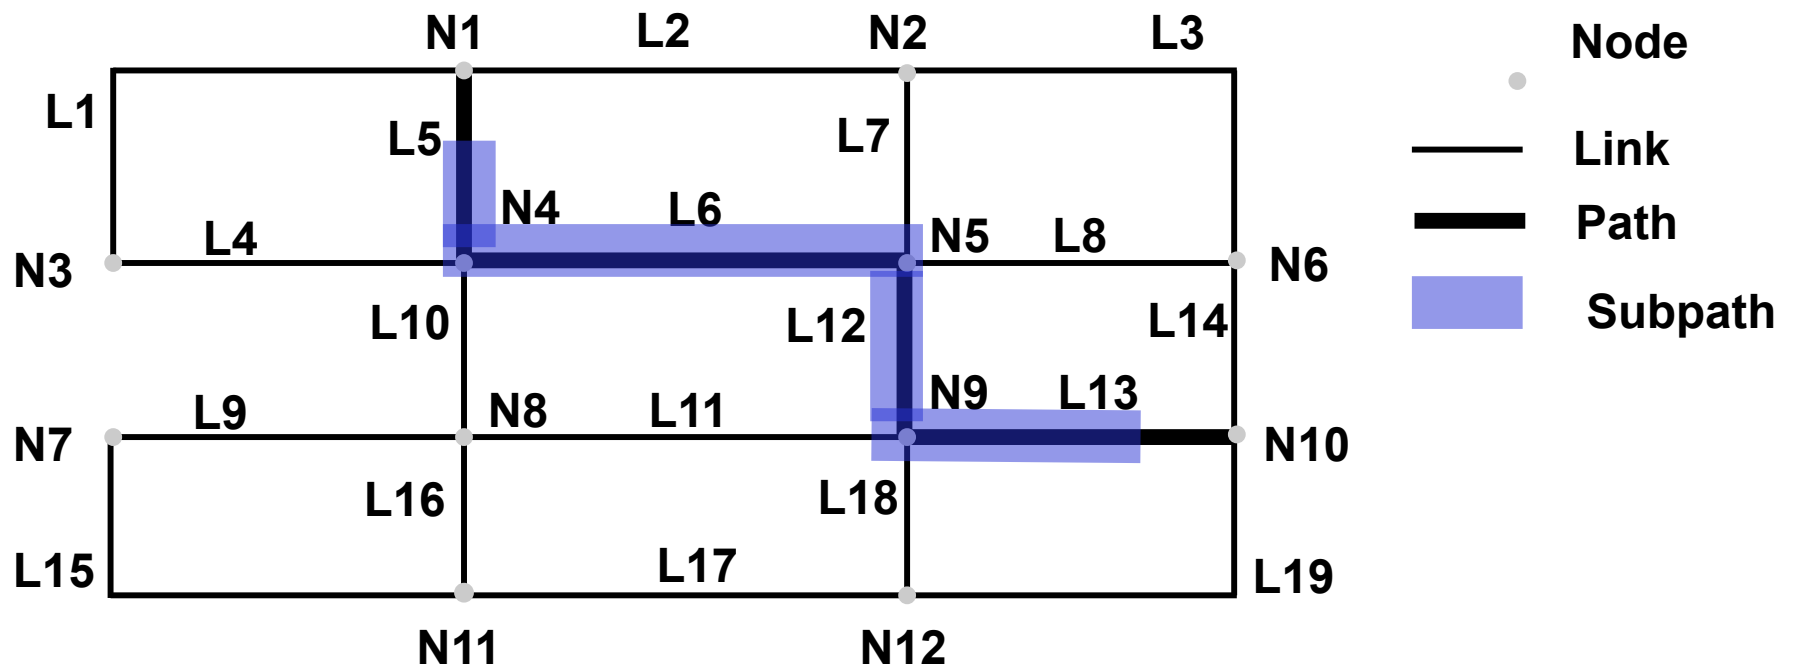 N1 L2 N2 L3
Node
L1
L5 L7
Link
N4 L6
L4 N5 L8
Path
N3 N6
Subpath
L10 L12 L14
L9 N8 L11 N9 L13
N7 N10
L16 L18
L15 L17 L19
N11 N12